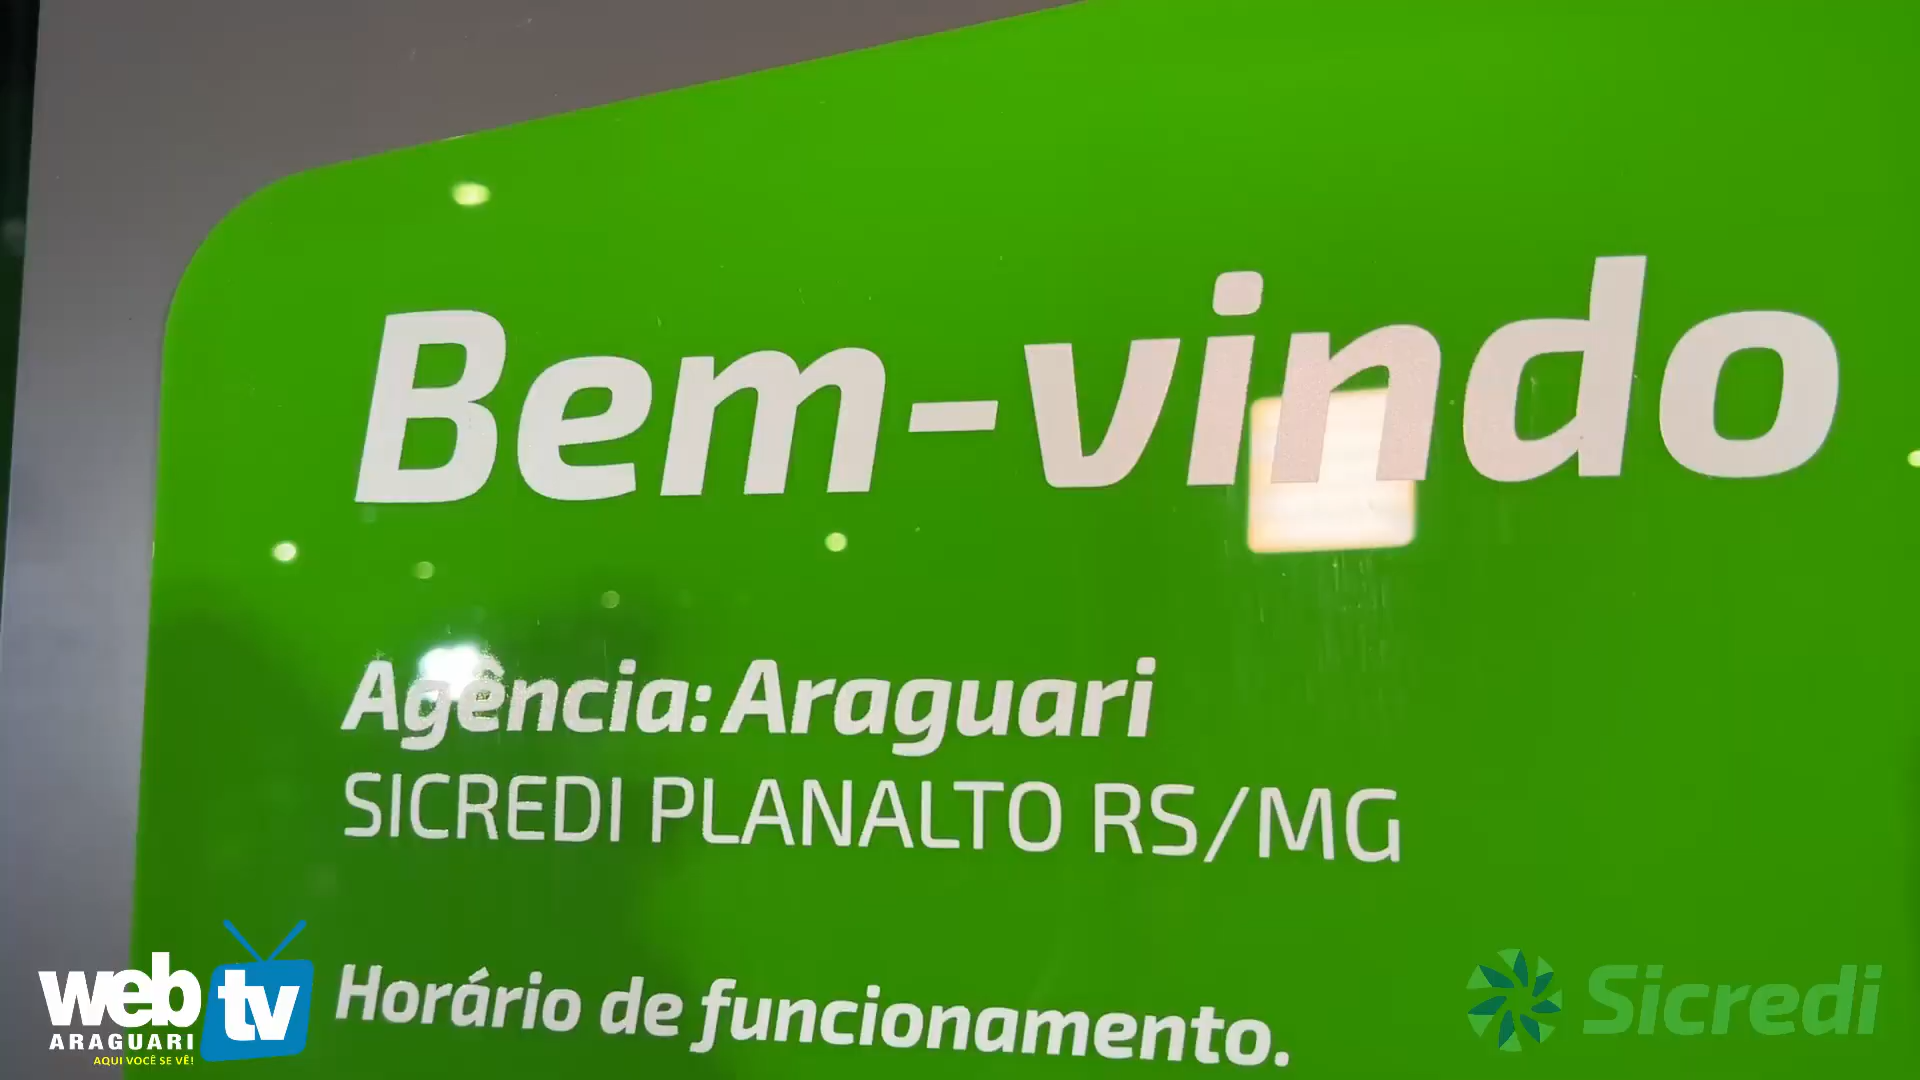 Bem-vindo
Agência: Araguari
SICREDI PLANALTO RS/MG
Horário de funcionamento.
web tv
ARAGUARI
AQUI VOCÊ SE VÊ!
Sicredi